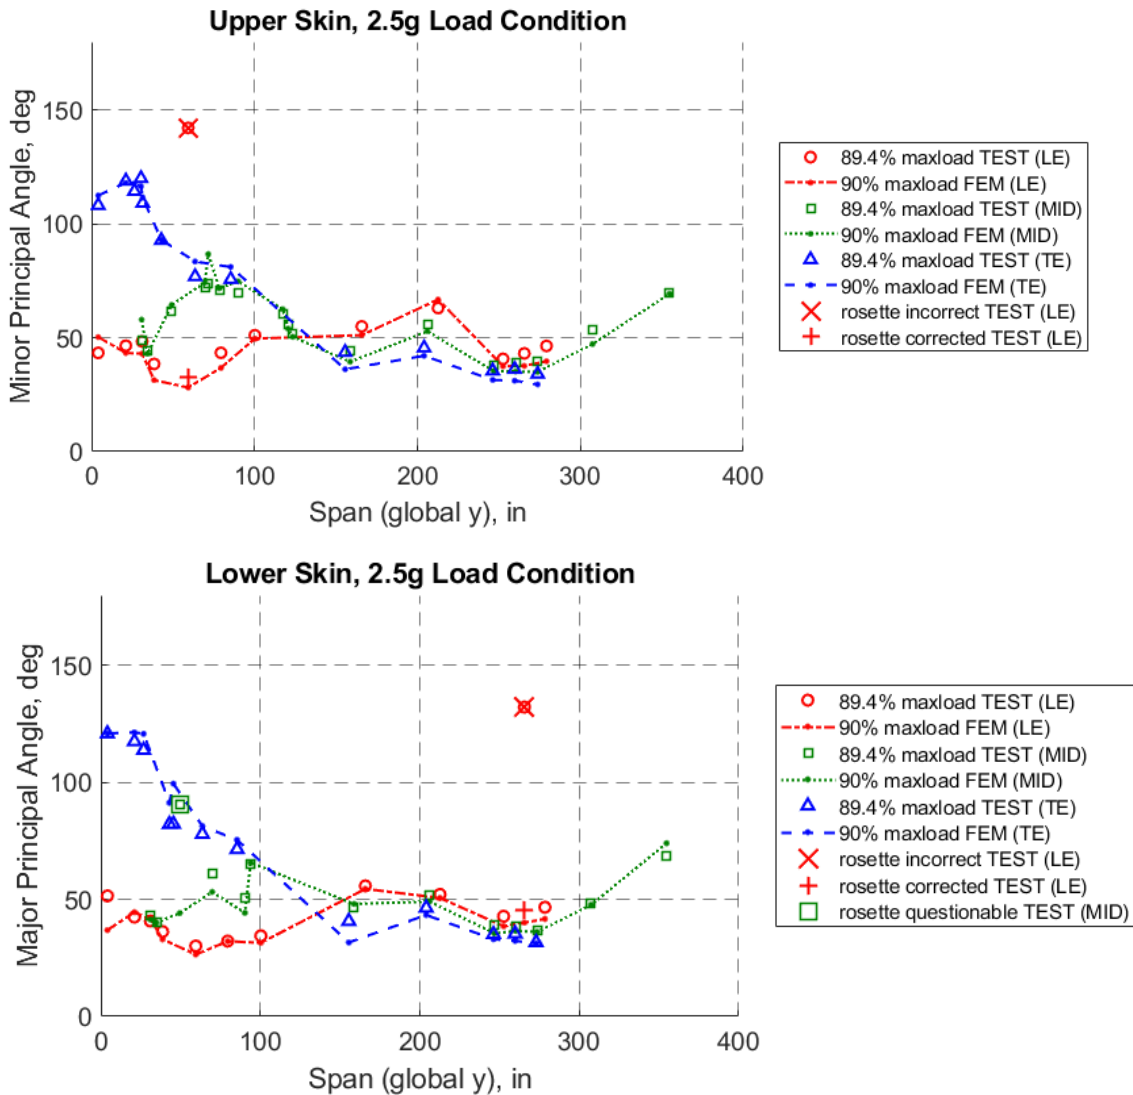 Upper Skin, 2.5g Load Condition
Minor Principal Angle, deg
150
100
50
0
0 100 200 300 400
Span (global y), in
89.4% maxload TEST (LE)
90% maxload FEM (LE)
89.4% maxload TEST (MID)
90% maxload FEM (MID)
89.4% maxload TEST (TE)
90% maxload FEM (TE)
rosette incorrect TEST (LE)
rosette corrected TEST (LE)
Lower Skin, 2.5g Load Condition
Major Principal Angle, deg
150
100
50
0
0 100 200 300 400
Span (global y), in
89.4% maxload TEST (LE)
90% maxload FEM (LE)
89.4% maxload TEST (MID)
90% maxload FEM (MID)
89.4% maxload TEST (TE)
90% maxload FEM (TE)
rosette incorrect TEST (LE)
rosette corrected TEST (LE)
rosette questionable TEST (MID)